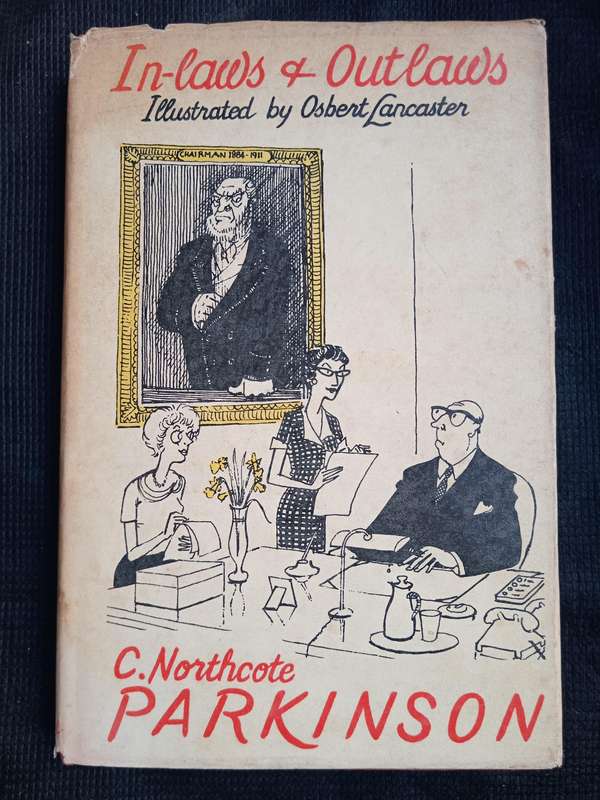 In-laws & Outlaws
Illustrated by Osbert Lancaster
CHAIRMAN 1884-1911
C. Northcote
PARKINSON